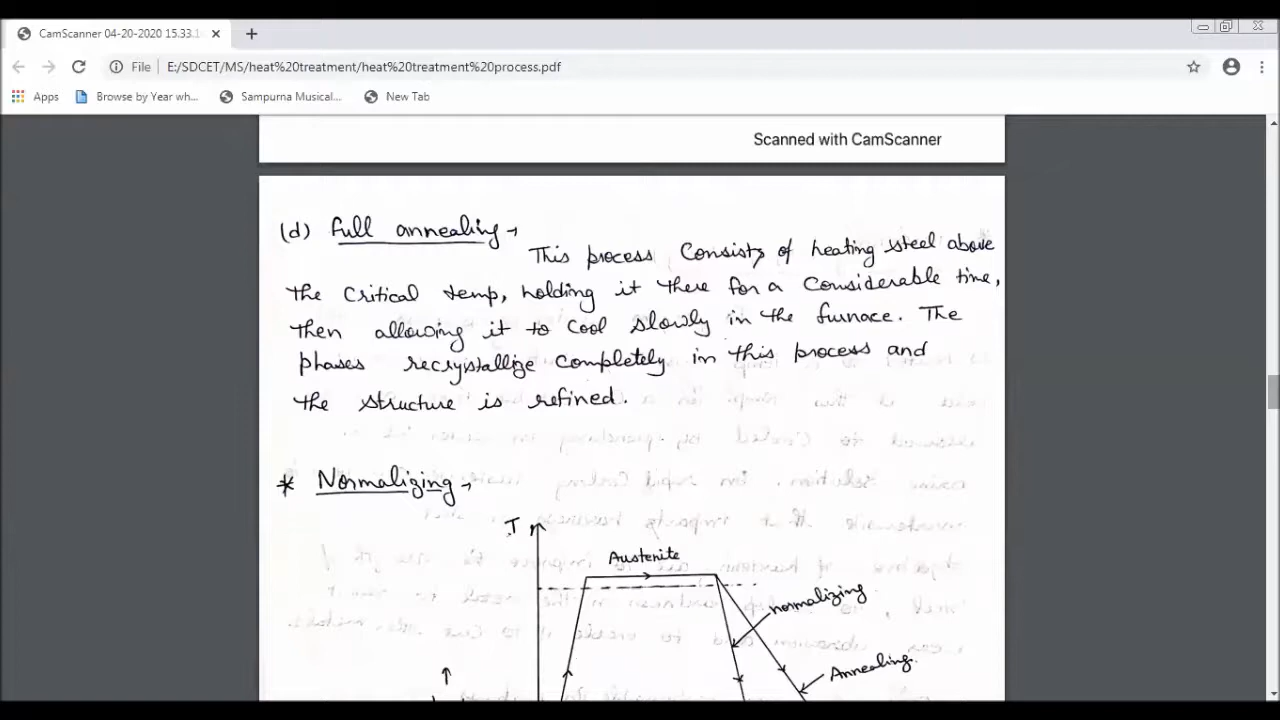 CamScanner 04-20-2020 15.33.1
File E:/SDCET/MS/heat%20treatment/heat%20treatment%20process.pdf
Apps Browse by Year wh... Sampurna Musical... New Tab
Scanned with CamScanner
(d) Full annealing →
This process Consists of heating steel above
the critical temp, holding it there for a considerable time,
then allowing it to cool slowly in the furnace. The
phases recrystallize completely in this process and
the structure is refined.
* Normalizing →
T
Austenite
normalizing
Annealing.